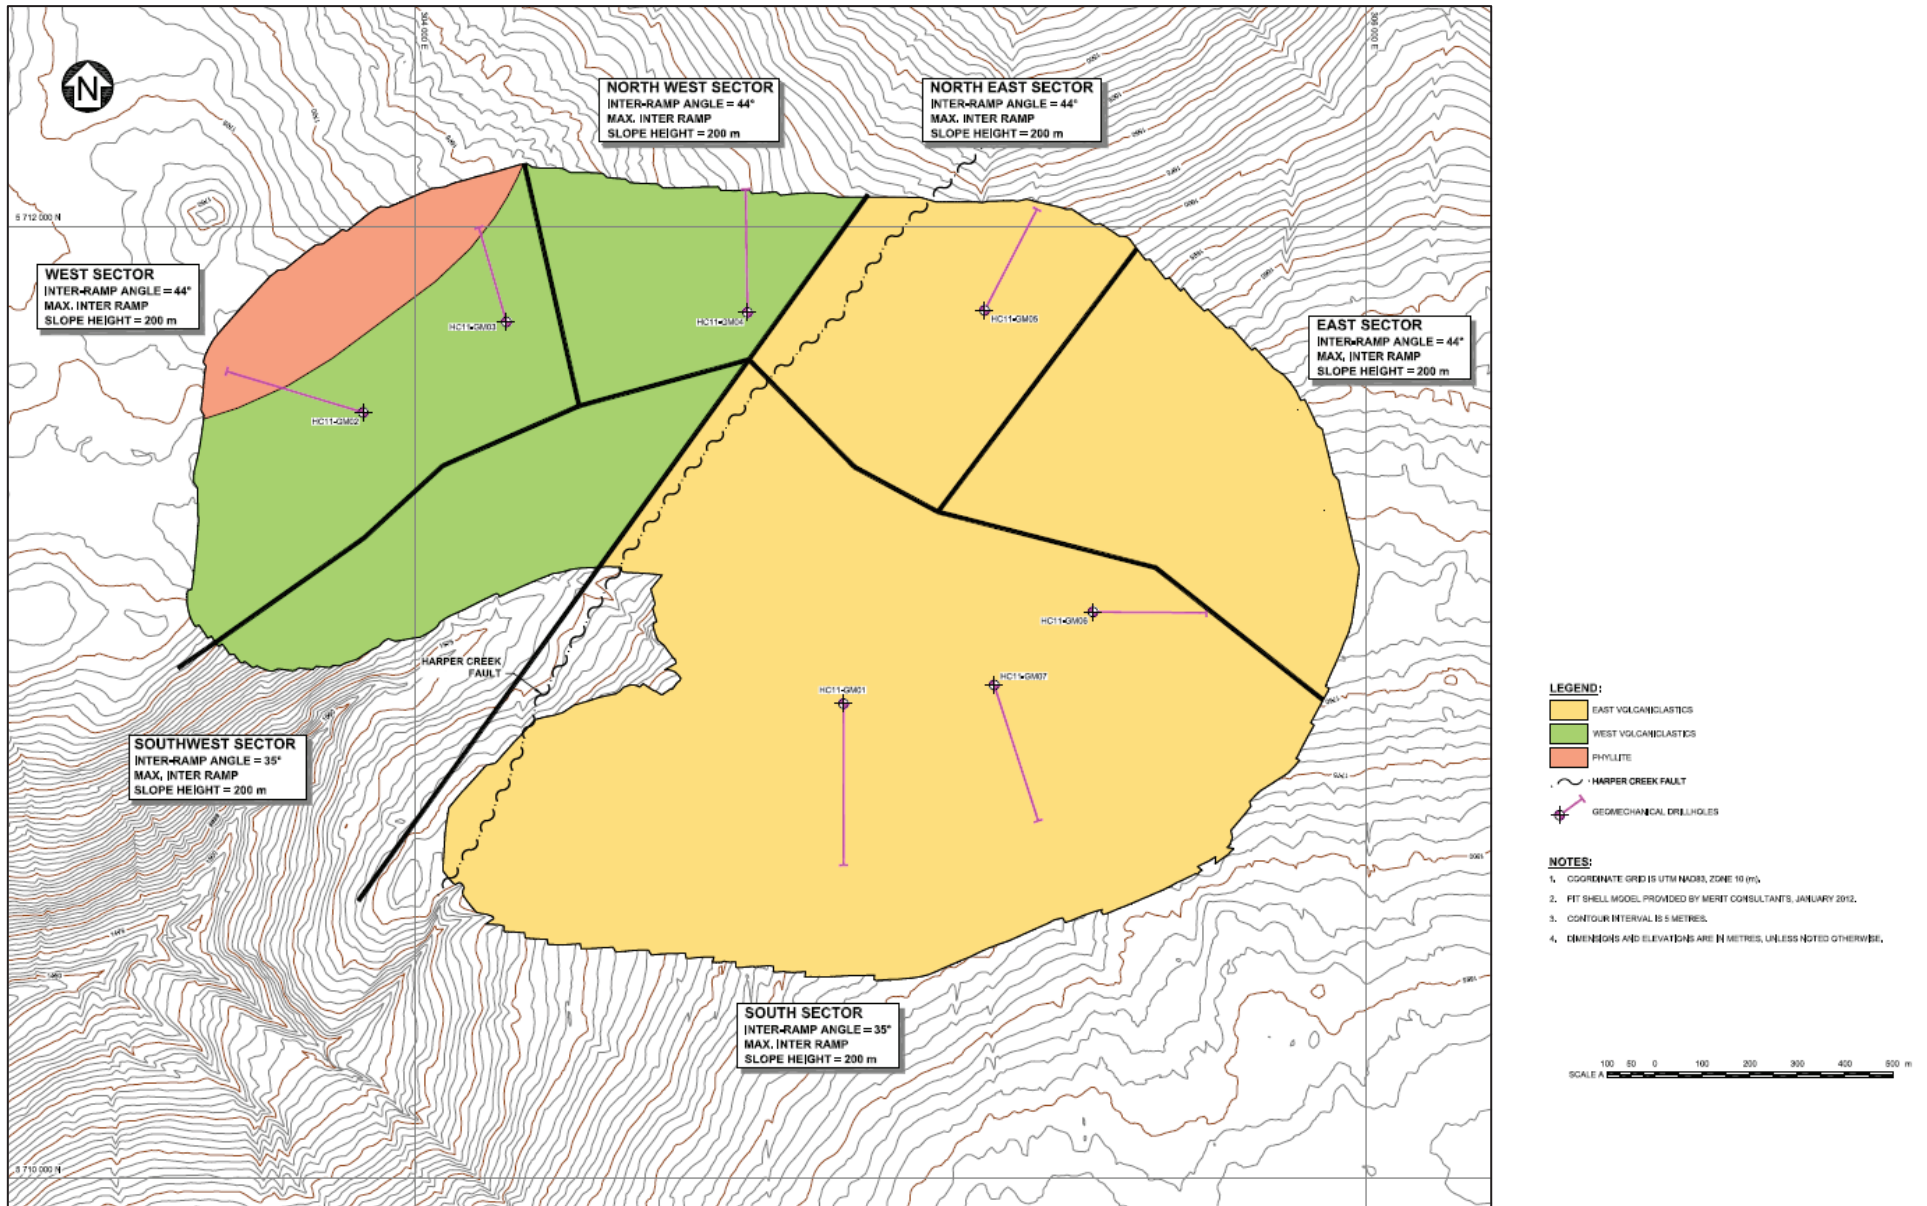 304 000 E
306 000 E
N
NORTH WEST SECTOR
INTER-RAMP ANGLE = 44°
MAX. INTER RAMP
SLOPE HEIGHT = 200 m
NORTH EAST SECTOR
INTER-RAMP ANGLE = 44°
MAX. INTER RAMP
SLOPE HEIGHT = 200 m
5 712 000 N
WEST SECTOR
INTER-RAMP ANGLE = 44°
MAX. INTER RAMP
SLOPE HEIGHT = 200 m
EAST SECTOR
INTER-RAMP ANGLE = 44°
MAX. INTER RAMP
SLOPE HEIGHT = 200 m
HC11-GM03
HC11-GM04
HC11-GM05
HC11-GM02
HC11-GM06
HARPER CREEK
FAULT
HC11-GM07
HC11-GM01
SOUTHWEST SECTOR
INTER-RAMP ANGLE = 35°
MAX. INTER RAMP
SLOPE HEIGHT = 200 m
SOUTH SECTOR
INTER-RAMP ANGLE = 35°
MAX. INTER RAMP
SLOPE HEIGHT = 200 m
5 710 000 N
LEGEND:
EAST VOLCANICLASTICS
WEST VOLCANICLASTICS
PHYLLITE
HARPER CREEK FAULT
GEOMECHANICAL DRILLHOLES
NOTES:
1. COORDINATE GRID IS UTM NAD83, ZONE 10 (m).
2. PIT SHELL MODEL PROVIDED BY MERIT CONSULTANTS, JANUARY 2012.
3. CONTOUR INTERVAL IS 5 METRES.
4. DIMENSIONS AND ELEVATIONS ARE IN METRES, UNLESS NOTED OTHERWISE.
100 50 0 100 200 300 400 500 m
SCALE A